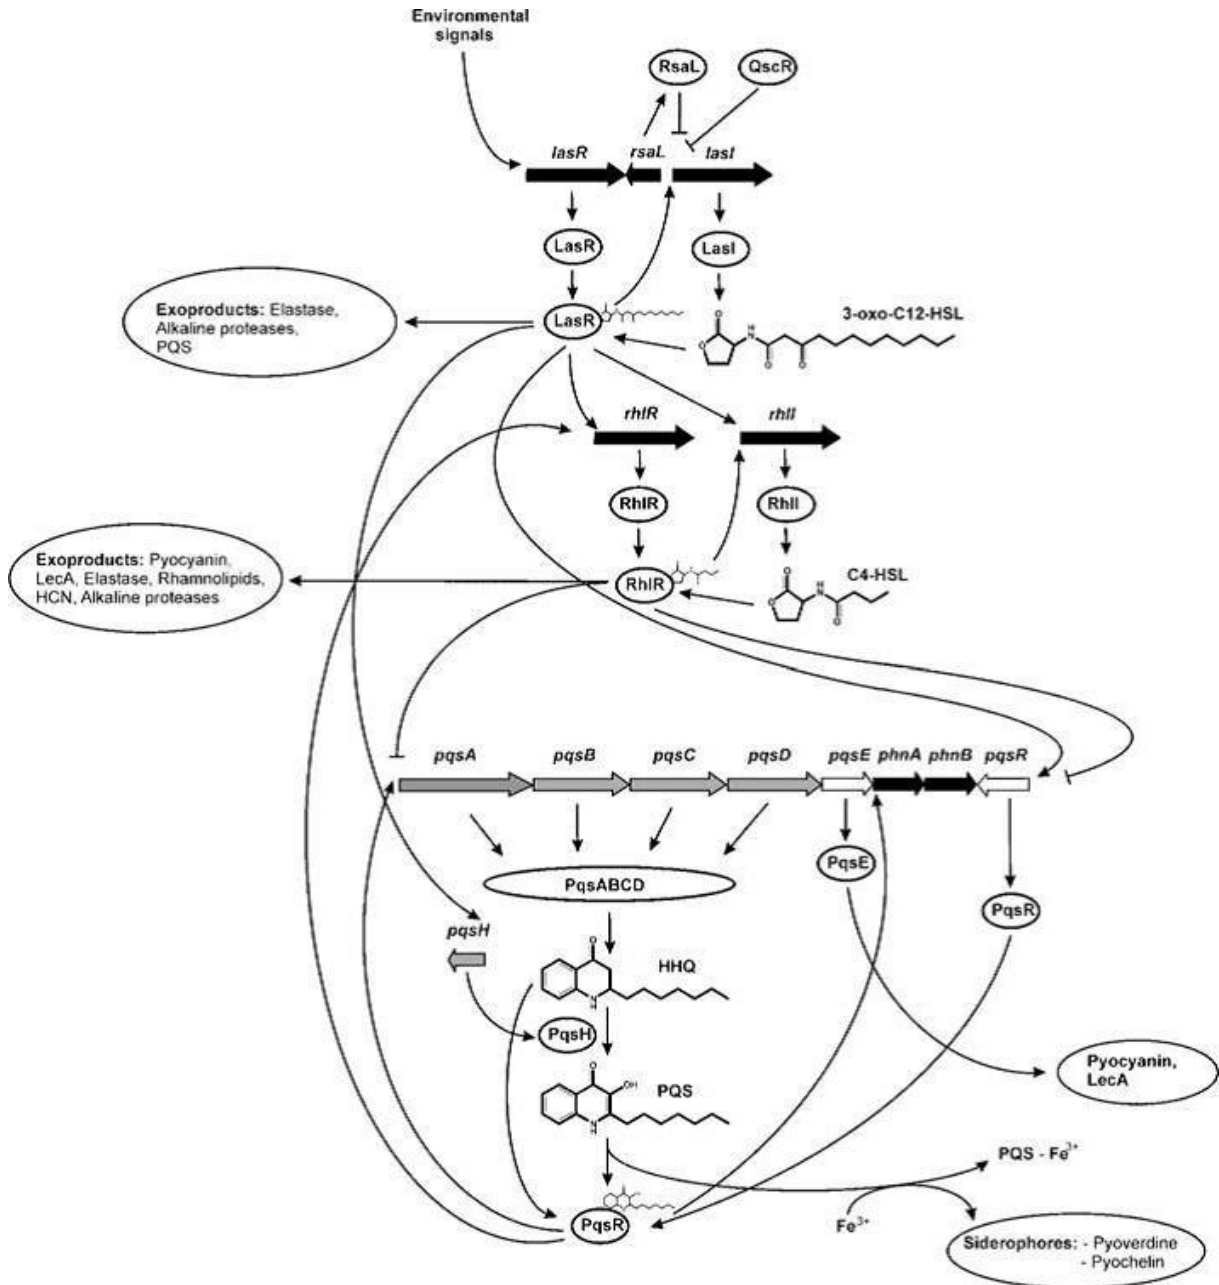 Environmental
signals
RsaL
QscR
lasR
rsaL
lasI
LasR
LasI
Exoproducts: Elastase,
Alkaline proteases,
PQS
LasR
3-oxo-C12-HSL
O
H
N
O
O
O
rhlR
rhlI
RhlR
RhlI
Exoproducts: Pyocyanin,
LecA, Elastase, Rhamnolipids,
HCN, Alkaline proteases
RhlR
C4-HSL
O
H
N
O
O
pqsA
pqsB
pqsC
pqsD
pqsE
phnA
phnB
pqsR
PqsE
PqsABCD
PqsR
pqsH
O
HHQ
N
H
PqsH
O
PQS
OH
N
H
Pyocyanin,
LecA
PQS - Fe3+
PqsR
Fe3+
Siderophores: - Pyoverdine
- Pyochelin